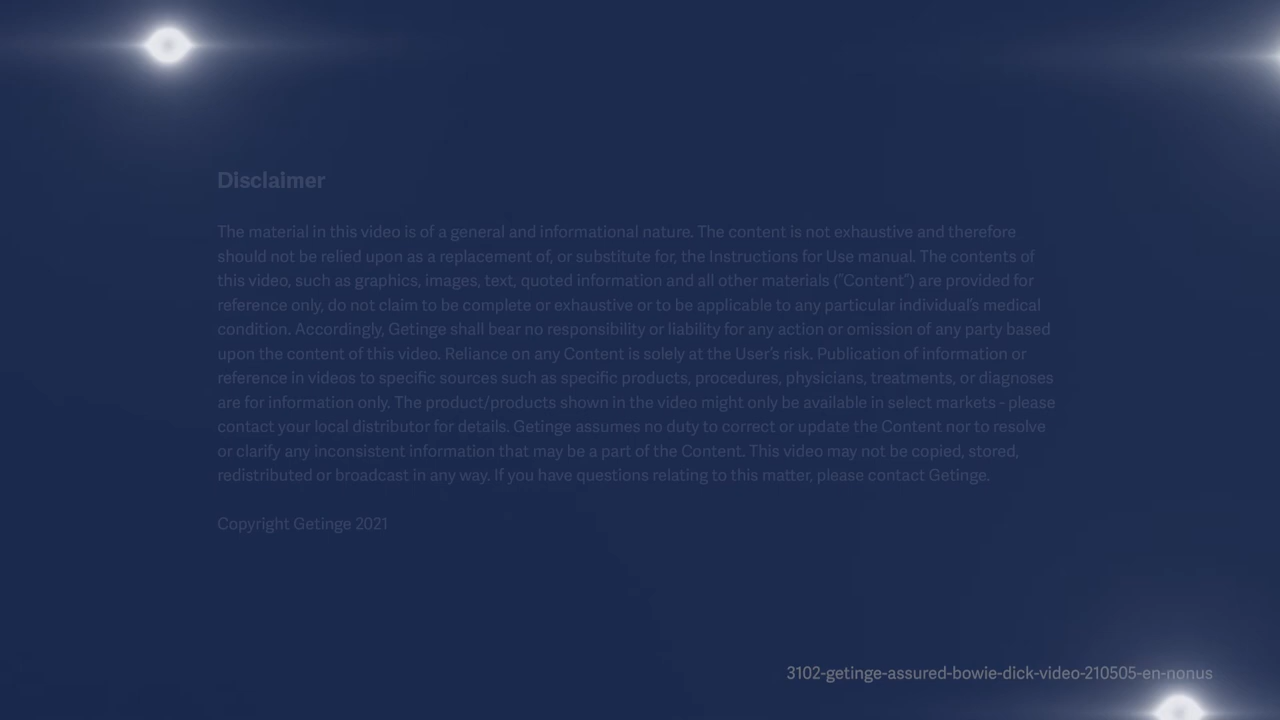 Disclaimer
The material in this video is of a general and informational nature. The content is not exhaustive and therefore
should not be relied upon as a replacement of, or substitute for, the Instructions for Use manual. The contents of
this video, such as graphics, images, text, quoted information and all other materials ("Content") are provided for
reference only, do not claim to be complete or exhaustive or to be applicable to any particular individual's medical
condition. Accordingly, Getinge shall bear no responsibility or liability for any action or omission of any party based
upon the content of this video. Reliance on any Content is solely at the User's risk. Publication of information or
reference in videos to specific sources such as specific products, procedures, physicians, treatments, or diagnoses
are for information only. The product/products shown in the video might only be available in select markets - please
contact your local distributor for details. Getinge assumes no duty to correct or update the Content nor to resolve
or clarify any inconsistent information that may be a part of the Content. This video may not be copied, stored,
redistributed or broadcast in any way. If you have questions relating to this matter, please contact Getinge.
Copyright Getinge 2021
3102-getinge-assured-bowie-dick-video-210505-en-nonus